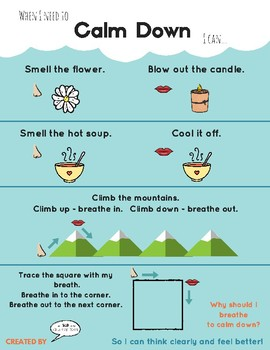 WHEN I NEED TO
Calm Down
I CAN...
Smell the flower.
Blow out the candle.
Smell the hot soup.
Cool it off.
Climb the mountains.
Climb up - breathe in. Climb down - breathe out.
Trace the square with my
breath.
Breathe in to the corner.
Breathe out to the next corner.
Why should I
breathe
to calm down?
CREATED BY
So I can think clearly and feel better!